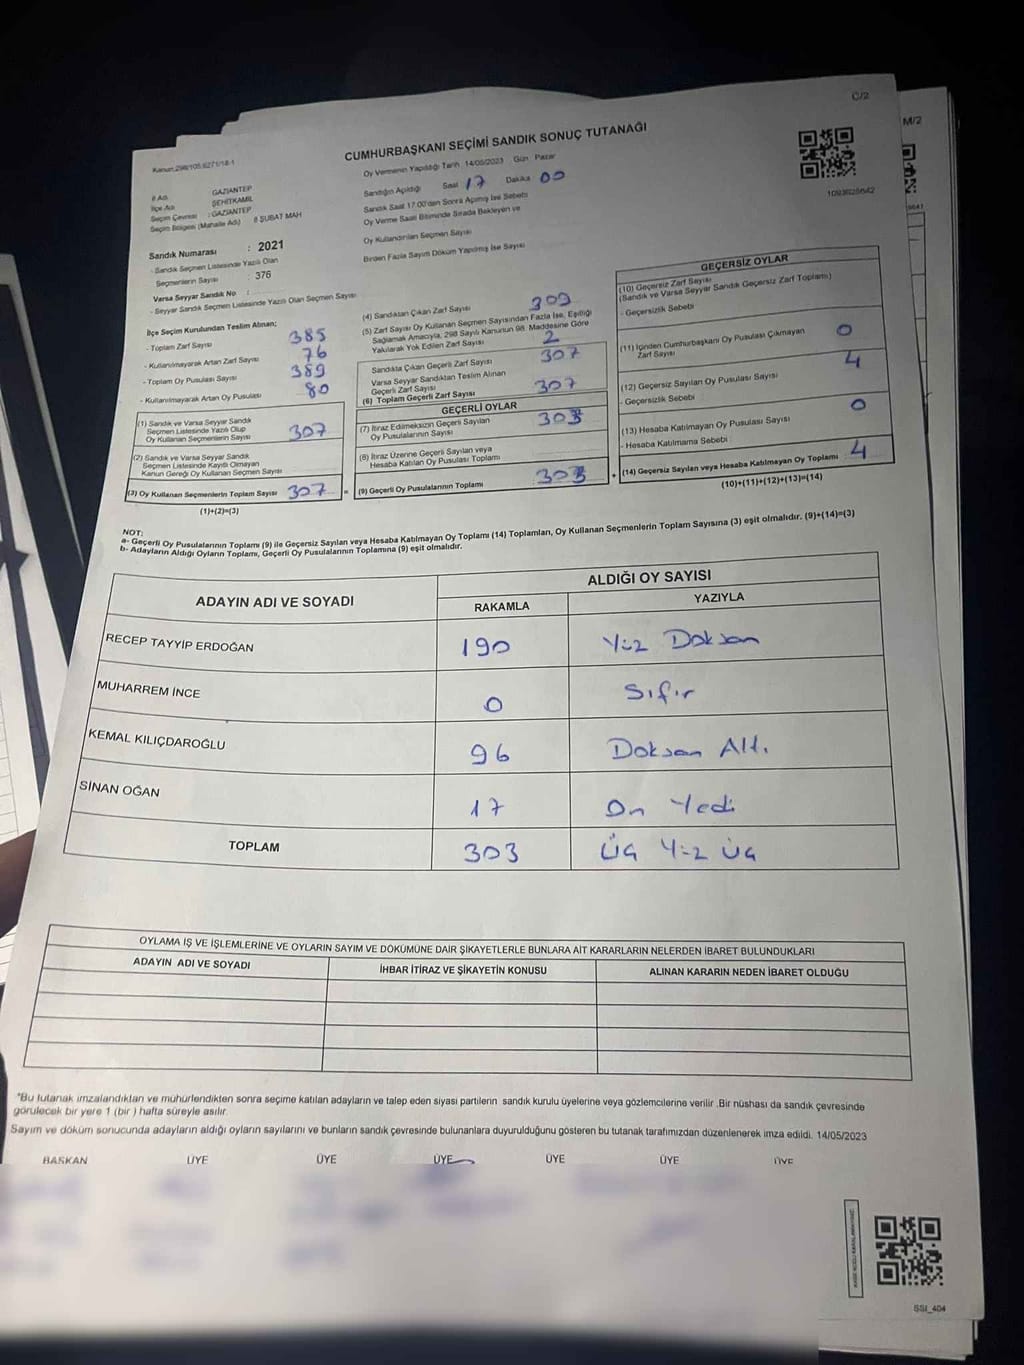 C/2
M/2
Kanun:298/105,6271/18-1
CUMHURBAŞKANI SEÇİMİ SANDIK SONUÇ TUTANAĞI
Oy Vermenin Yapıldığı Tarih 14/05/2023 Gün Pazar
Sandığın Açıldığı Saat 17 Dakika 00
Sandık Saat 17:00'den Sonra Açılmış İse Sebebi
Oy Verme Saati Bitiminde Sırada Bekleyen ve
Oy Kullandırılan Seçmen Sayısı
Birden Fazla Sayım Döküm Yapılmış İse Sayısı
İl Adı GAZİANTEP
İlçe Adı ŞEHİTKAMİL
Seçim Çevresi : GAZİANTEP
Seçim Bölgesi (Mahalle Adı) 8 ŞUBAT MAH
Sandık Numarası : 2021
- Sandık Seçmen Listesinde Yazılı Olan
Seçmenlerin Sayısı : 376
Varsa Seyyar Sandık No :
- Seyyar Sandık Seçmen Listesinde Yazılı Olan Seçmen Sayısı
İlçe Seçim Kurulundan Teslim Alınan;
- Toplam Zarf Sayısı 385
- Kullanılmayarak Artan Zarf Sayısı 76
- Toplam Oy Pusulası Sayısı 389
- Kullanılmayarak Artan Oy Pusulası 80
(1) Sandık ve Varsa Seyyar Sandık
Seçmen Listesinde Yazılı Olup
Oy Kullanan Seçmenlerin Sayısı 307
(2) Sandık ve Varsa Seyyar Sandık
Seçmen Listesinde Kayıtlı Olmayan
Kanun Gereği Oy Kullanan Seçmen Sayısı
(3) Oy Kullanan Seçmenlerin Toplam Sayısı 307 =
(1)+(2)=(3)
(4) Sandıktan Çıkan Zarf Sayısı 309
(5) Zarf Sayısı Oy Kullanan Seçmen Sayısından Fazla İse, Eşitliği
Sağlamak Amacıyla, 298 Sayılı Kanunun 98. Maddesine Göre
Yakılarak Yok Edilen Zarf Sayısı 2
Sandıkta Çıkan Geçerli Zarf Sayısı 307
Varsa Seyyar Sandıktan Teslim Alınan
Geçerli Zarf Sayısı
(6) Toplam Geçerli Zarf Sayısı 307
GEÇERLİ OYLAR
(7) İtiraz Edilmeksizin Geçerli Sayılan
Oy Pusulalarının Sayısı 303
(8) İtiraz Üzerine Geçerli Sayılan veya
Hesaba Katılan Oy Pusulası Toplamı
(9) Geçerli Oy Pusulalarının Toplamı 303 +
GEÇERSİZ OYLAR
(10) Geçersiz Zarf Sayısı
(Sandık ve Varsa Seyyar Sandık Geçersiz Zarf Toplamı)
- Geçersizlik Sebebi
(11) İçinden Cumhurbaşkanı Oy Pusulası Çıkmayan
Zarf Sayısı 0
(12) Geçersiz Sayılan Oy Pusulası Sayısı 4
- Geçersizlik Sebebi
(13) Hesaba Katılmayan Oy Pusulası Sayısı 0
- Hesaba Katılmama Sebebi
(14) Geçersiz Sayılan veya Hesaba Katılmayan Oy Toplamı 4
(10)+(11)+(12)+(13)=(14)
NOT;
a- Geçerli Oy Pusulalarının Toplamı (9) ile Geçersiz Sayılan veya Hesaba Katılmayan Oy Toplamı (14) Toplamları, Oy Kullanan Seçmenlerin Toplam Sayısına (3) eşit olmalıdır. (9)+(14)=(3)
b- Adayların Aldığı Oyların Toplamı, Geçerli Oy Pusulalarının Toplamına (9) eşit olmalıdır.
ADAYIN ADI VE SOYADI
ALDIĞI OY SAYISI
RAKAMLA YAZIYLA
RECEP TAYYİP ERDOĞAN 190 Yüz Doksan
MUHARREM İNCE 0 Sıfır
KEMAL KILIÇDAROĞLU 96 Doksan Altı
SİNAN OĞAN 17 On Yedi
TOPLAM 303 Üç Yüz Üç
OYLAMA İŞ VE İŞLEMLERİNE VE OYLARIN SAYIM VE DÖKÜMÜNE DAİR ŞİKAYETLERLE BUNLARA AİT KARARLARIN NELERDEN İBARET BULUNDUKLARI
ADAYIN ADI VE SOYADI İHBAR İTİRAZ VE ŞİKAYETİN KONUSU ALINAN KARARIN NEDEN İBARET OLDUĞU
"Bu tutanak imzalandıktan ve mühürlendikten sonra seçime katılan adayların ve talep eden siyasi partilerin sandık kurulu üyelerine veya gözlemcilerine verilir .Bir nüshası da sandık çevresinde
görülecek bir yere 1 (bir ) hafta süreyle asılır.
Sayım ve döküm sonucunda adayların aldığı oyların sayılarını ve bunların sandık çevresinde bulunanlara duyurulduğunu gösteren bu tutanak tarafımızdan düzenlenerek imza edildi. 14/05/2023
BAŞKAN ÜYE ÜYE ÜYE ÜYE ÜYE ÜYE
SSI_404